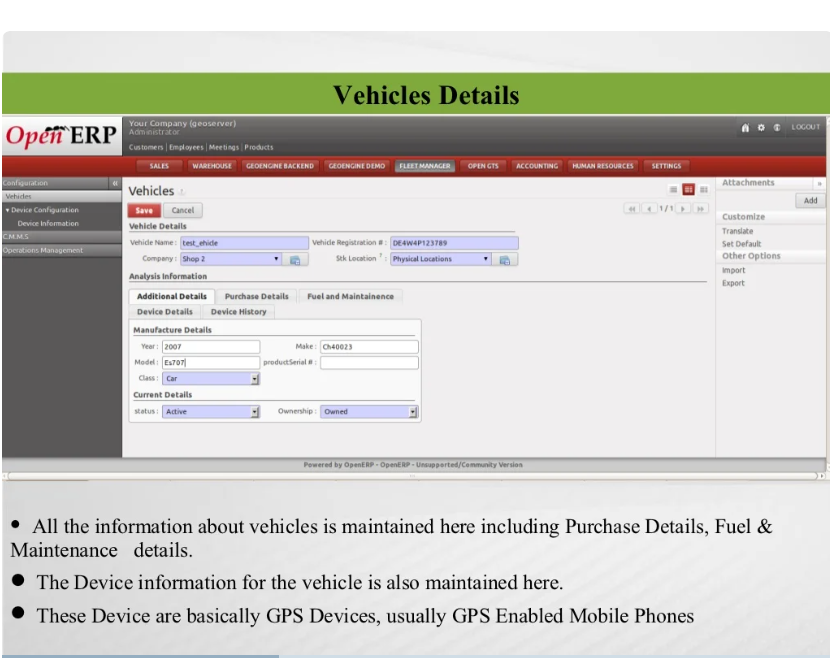 Vehicles Details
Open ERP
Your Company (geoserver)
Administrator
Customers | Employees | Meetings | Products
LOGOUT
SALES WAREHOUSE GEOENGINE BACKEND GEOENGINE DEMO FLEET MANAGER OPEN GTS ACCOUNTING HUMAN RESOURCES SETTINGS
Configuration «
Vehicles
▾ Device Configuration
Device Information
C.M.M.S
Operations Management
Vehicles
Save Cancel
1 / 1
Vehicle Details
Vehicle Name : test_ehicle Vehicle Registration # : DE4W4P123789
Company : Shop 2 Stk Location ? : Physical Locations
Analysis Information
Additional Details Purchase Details Fuel and Maintainence
Device Details Device History
Manufacture Details
Year : 2007 Make : Ch40023
Model : Es707 productSerial # :
Class : Car
Current Details
status : Active Ownership : Owned
Attachments »
Add
Customize
Translate
Set Default
Other Options
Import
Export
Powered by OpenERP - OpenERP - Unsupported/Community Version
• All the information about vehicles is maintained here including Purchase Details, Fuel &
Maintenance details.
• The Device information for the vehicle is also maintained here.
• These Device are basically GPS Devices, usually GPS Enabled Mobile Phones